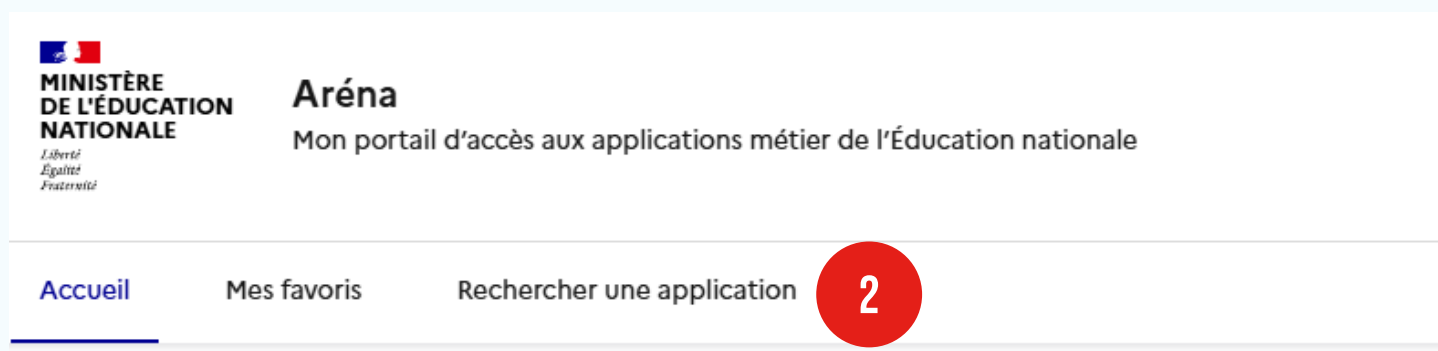 MINISTÈRE
DE L'ÉDUCATION
NATIONALE
Liberté
Égalité
Fraternité
Aréna
Mon portail d'accès aux applications métier de l'Éducation nationale
Accueil Mes favoris Rechercher une application 2